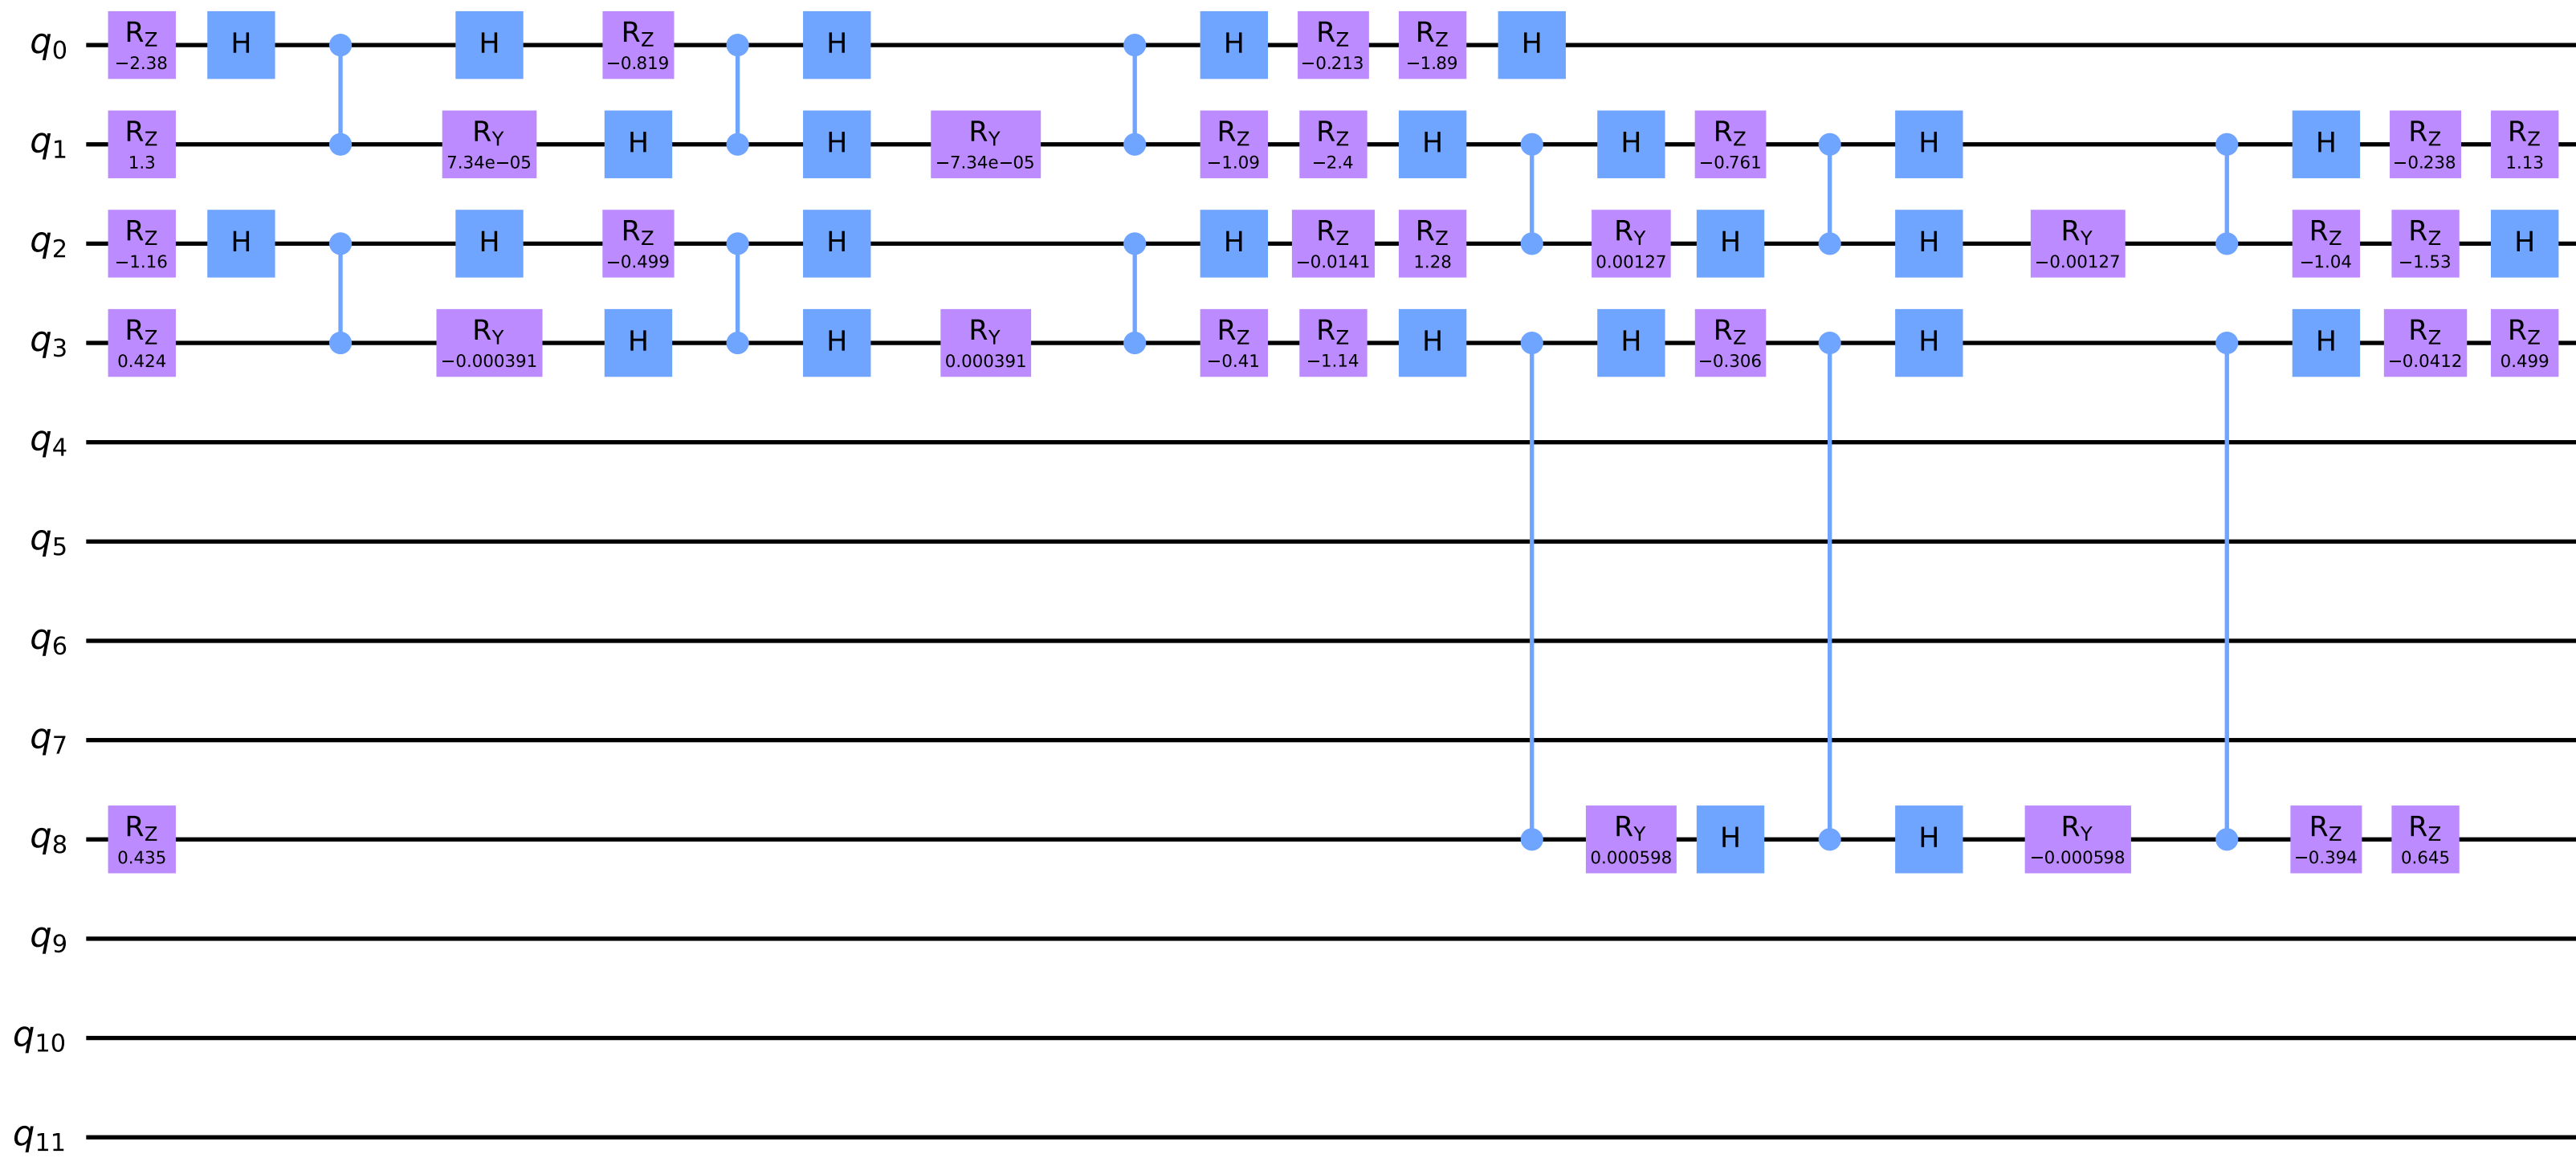 q0 RZ −2.38 H H RZ −0.819 H H RZ −0.213 RZ −1.89 H
q1 RZ 1.3 RY 7.34e−05 H H RY −7.34e−05 RZ −1.09 RZ −2.4 H H RZ −0.761 H H RZ −0.238 RZ 1.13
q2 RZ −1.16 H H RZ −0.499 H H RZ −0.0141 RZ 1.28 RY 0.00127 H H RY −0.00127 RZ −1.04 RZ −1.53 H
q3 RZ 0.424 RY −0.000391 H H RY 0.000391 RZ −0.41 RZ −1.14 H H RZ −0.306 H H RZ −0.0412 RZ 0.499
q4
q5
q6
q7
q8 RZ 0.435 RY 0.000598 H H RY −0.000598 RZ −0.394 RZ 0.645
q9
q10
q11